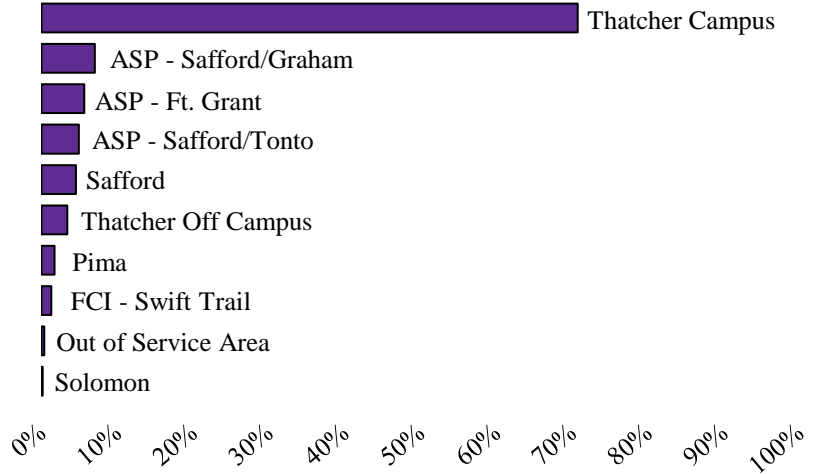 Thatcher Campus
ASP - Safford/Graham
ASP - Ft. Grant
ASP - Safford/Tonto
Safford
Thatcher Off Campus
Pima
FCI - Swift Trail
Out of Service Area
Solomon
0% 10% 20% 30% 40% 50% 60% 70% 80% 90% 100%